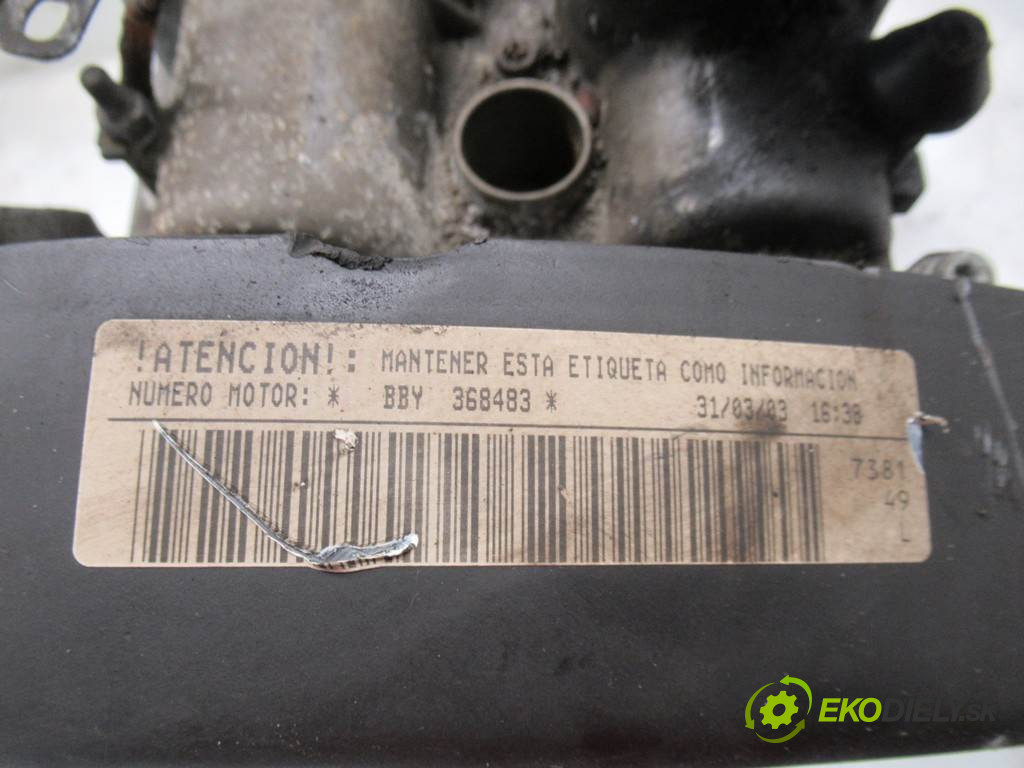 !ATENCION!: MANTENER ESTA ETIQUETA COMO INFORMACION
NUMERO MOTOR: * BBY 368483 * 31/03/03 16:38
7381
49
L
EKODIELY.SK